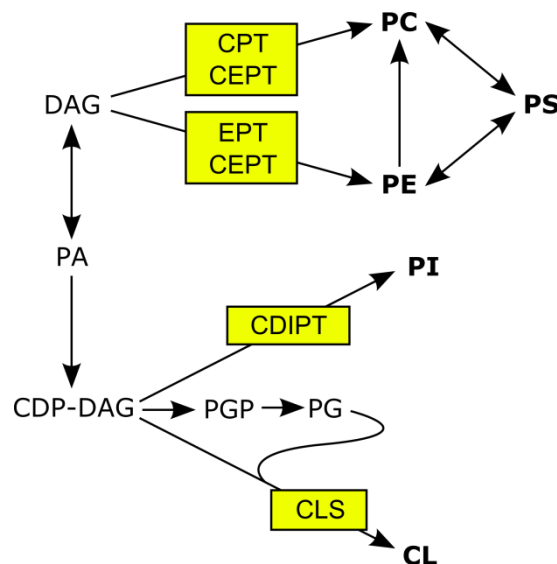 CPT
CEPT
PC
DAG
PS
EPT
CEPT
PE
PA
PI
CDIPT
CDP-DAG
PGP
PG
CLS
CL